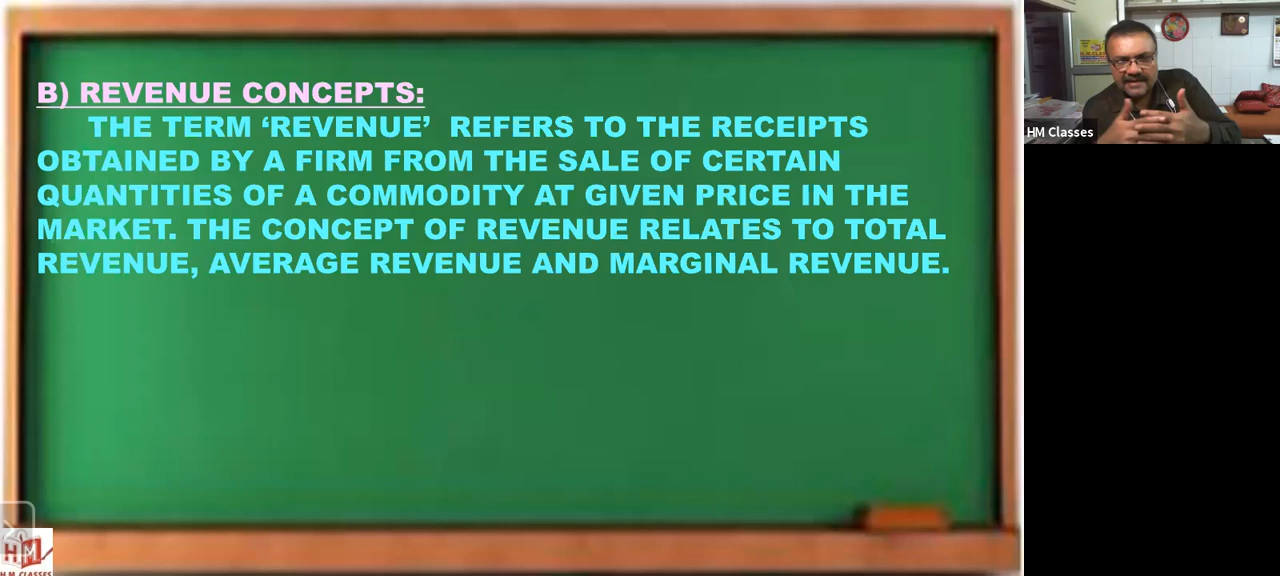 B) REVENUE CONCEPTS:
THE TERM ‘REVENUE’ REFERS TO THE RECEIPTS
OBTAINED BY A FIRM FROM THE SALE OF CERTAIN
QUANTITIES OF A COMMODITY AT GIVEN PRICE IN THE
MARKET. THE CONCEPT OF REVENUE RELATES TO TOTAL
REVENUE, AVERAGE REVENUE AND MARGINAL REVENUE.
HM Classes
HM
H.M. CLASSES